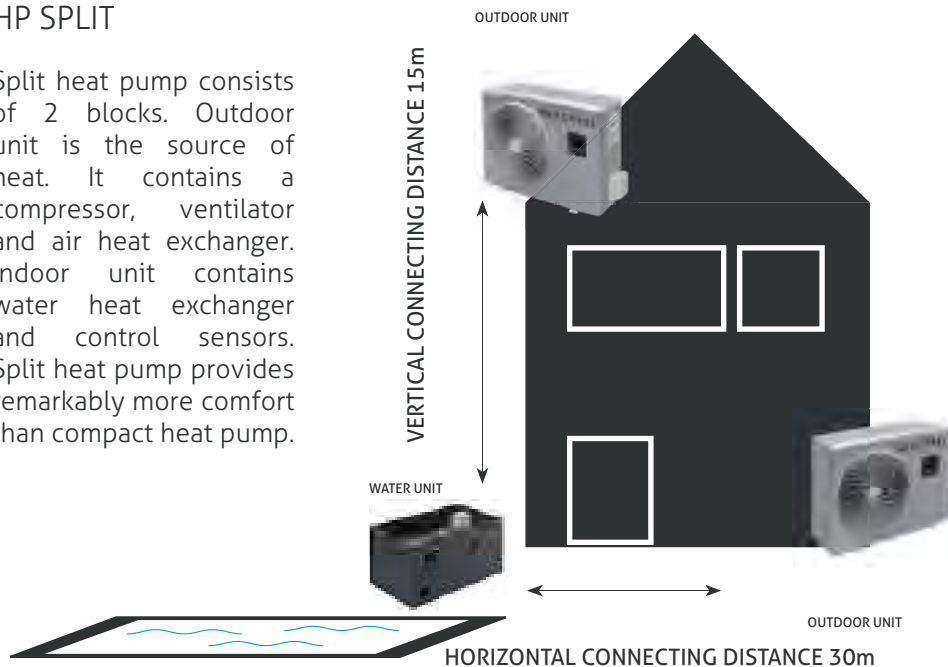 HP SPLIT
Split heat pump consists
of 2 blocks. Outdoor
unit is the source of
heat. It contains a
compressor, ventilator
and air heat exchanger.
Indoor unit contains
water heat exchanger
and control sensors.
Split heat pump provides
remarkably more comfort
than compact heat pump.
OUTDOOR UNIT
VERTICAL CONNECTING DISTANCE 15m
WATER UNIT
OUTDOOR UNIT
HORIZONTAL CONNECTING DISTANCE 30m